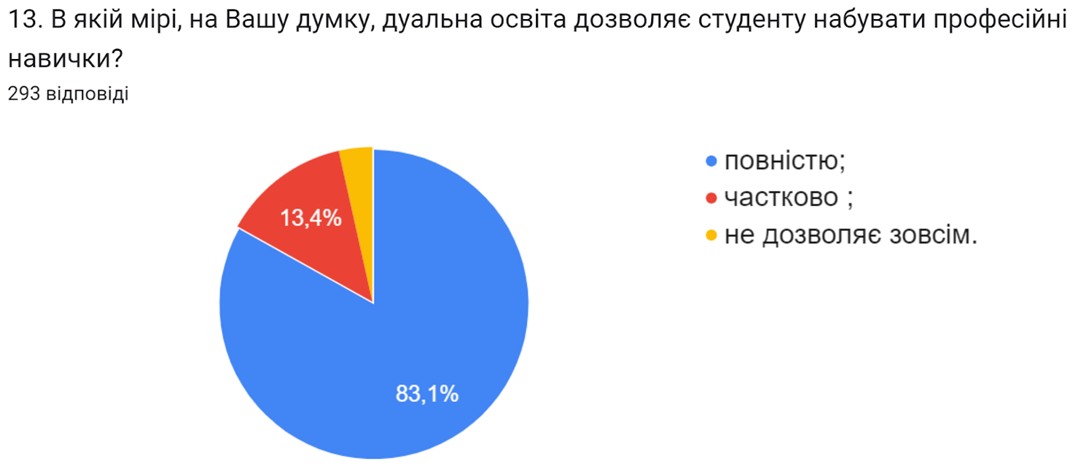 13. В якій мірі, на Вашу думку, дуальна освіта дозволяє студенту набувати професійні
навички?
293 відповіді
повністю;
частково ;
не дозволяє зовсім.
13,4%
83,1%